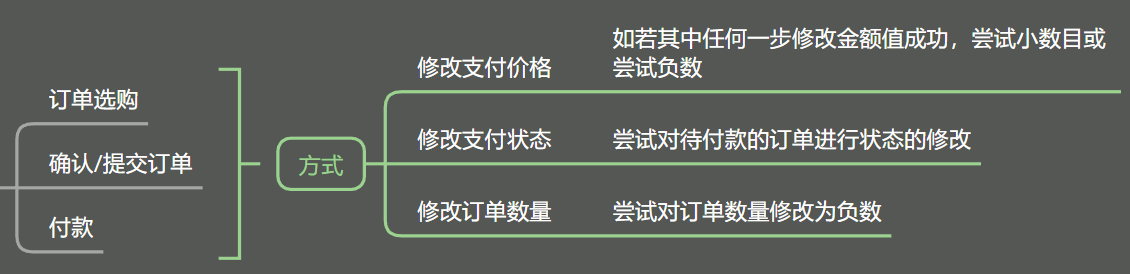 订单选购
确认/提交订单
付款
方式
修改支付价格
如若其中任何一步修改金额值成功，尝试小数目或
尝试负数
修改支付状态
尝试对待付款的订单进行状态的修改
修改订单数量
尝试对订单数量修改为负数